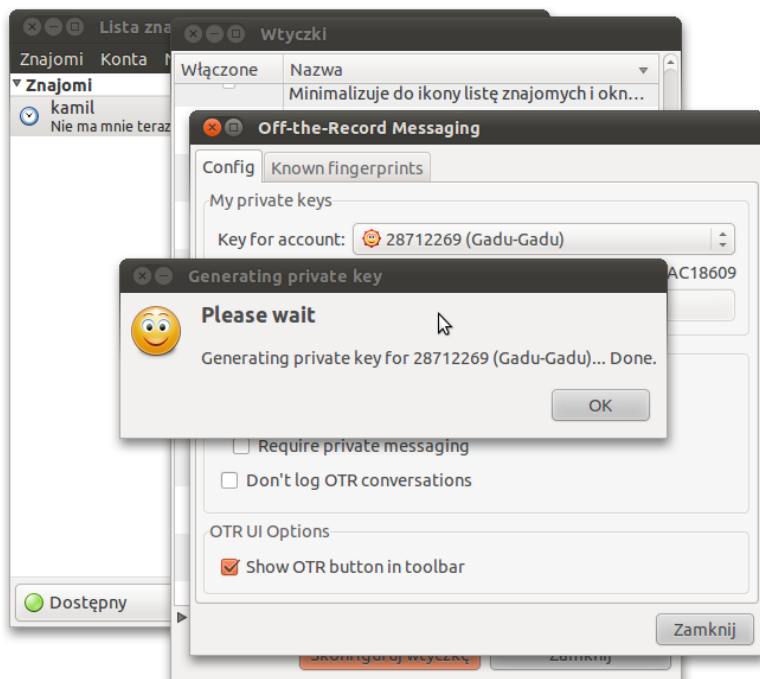 Lista zna
Znajomi Konta
Znajomi
kamil
Nie ma mnie teraz
Dostępny
Wtyczki
Włączone Nazwa
Minimalizuje do ikony listę znajomych i okn...
Off-the-Record Messaging
Config Known fingerprints
My private keys
Key for account: 28712269 (Gadu-Gadu)
AC18609
Generating private key
Please wait
Generating private key for 28712269 (Gadu-Gadu)... Done.
OK
Require private messaging
Don't log OTR conversations
OTR UI Options
Show OTR button in toolbar
Zamknij
Skonfiguruj wtyczkę Zamknij